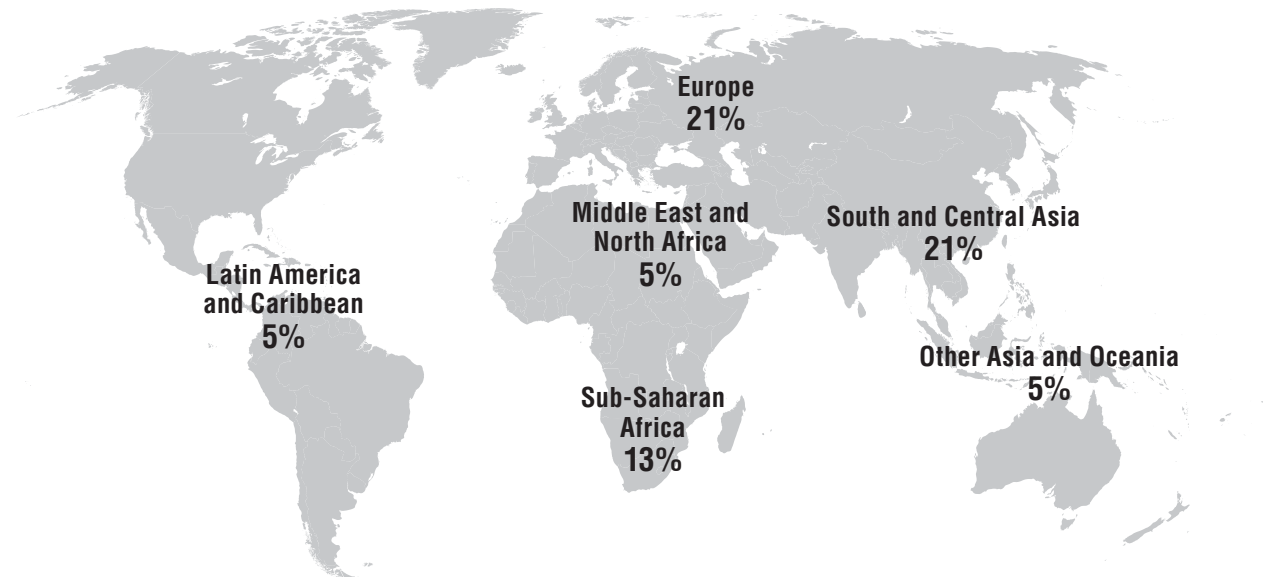 Europe
21%
Middle East and
North Africa
5%
South and Central Asia
21%
Latin America
and Caribbean
5%
Other Asia and Oceania
5%
Sub-Saharan
Africa
13%